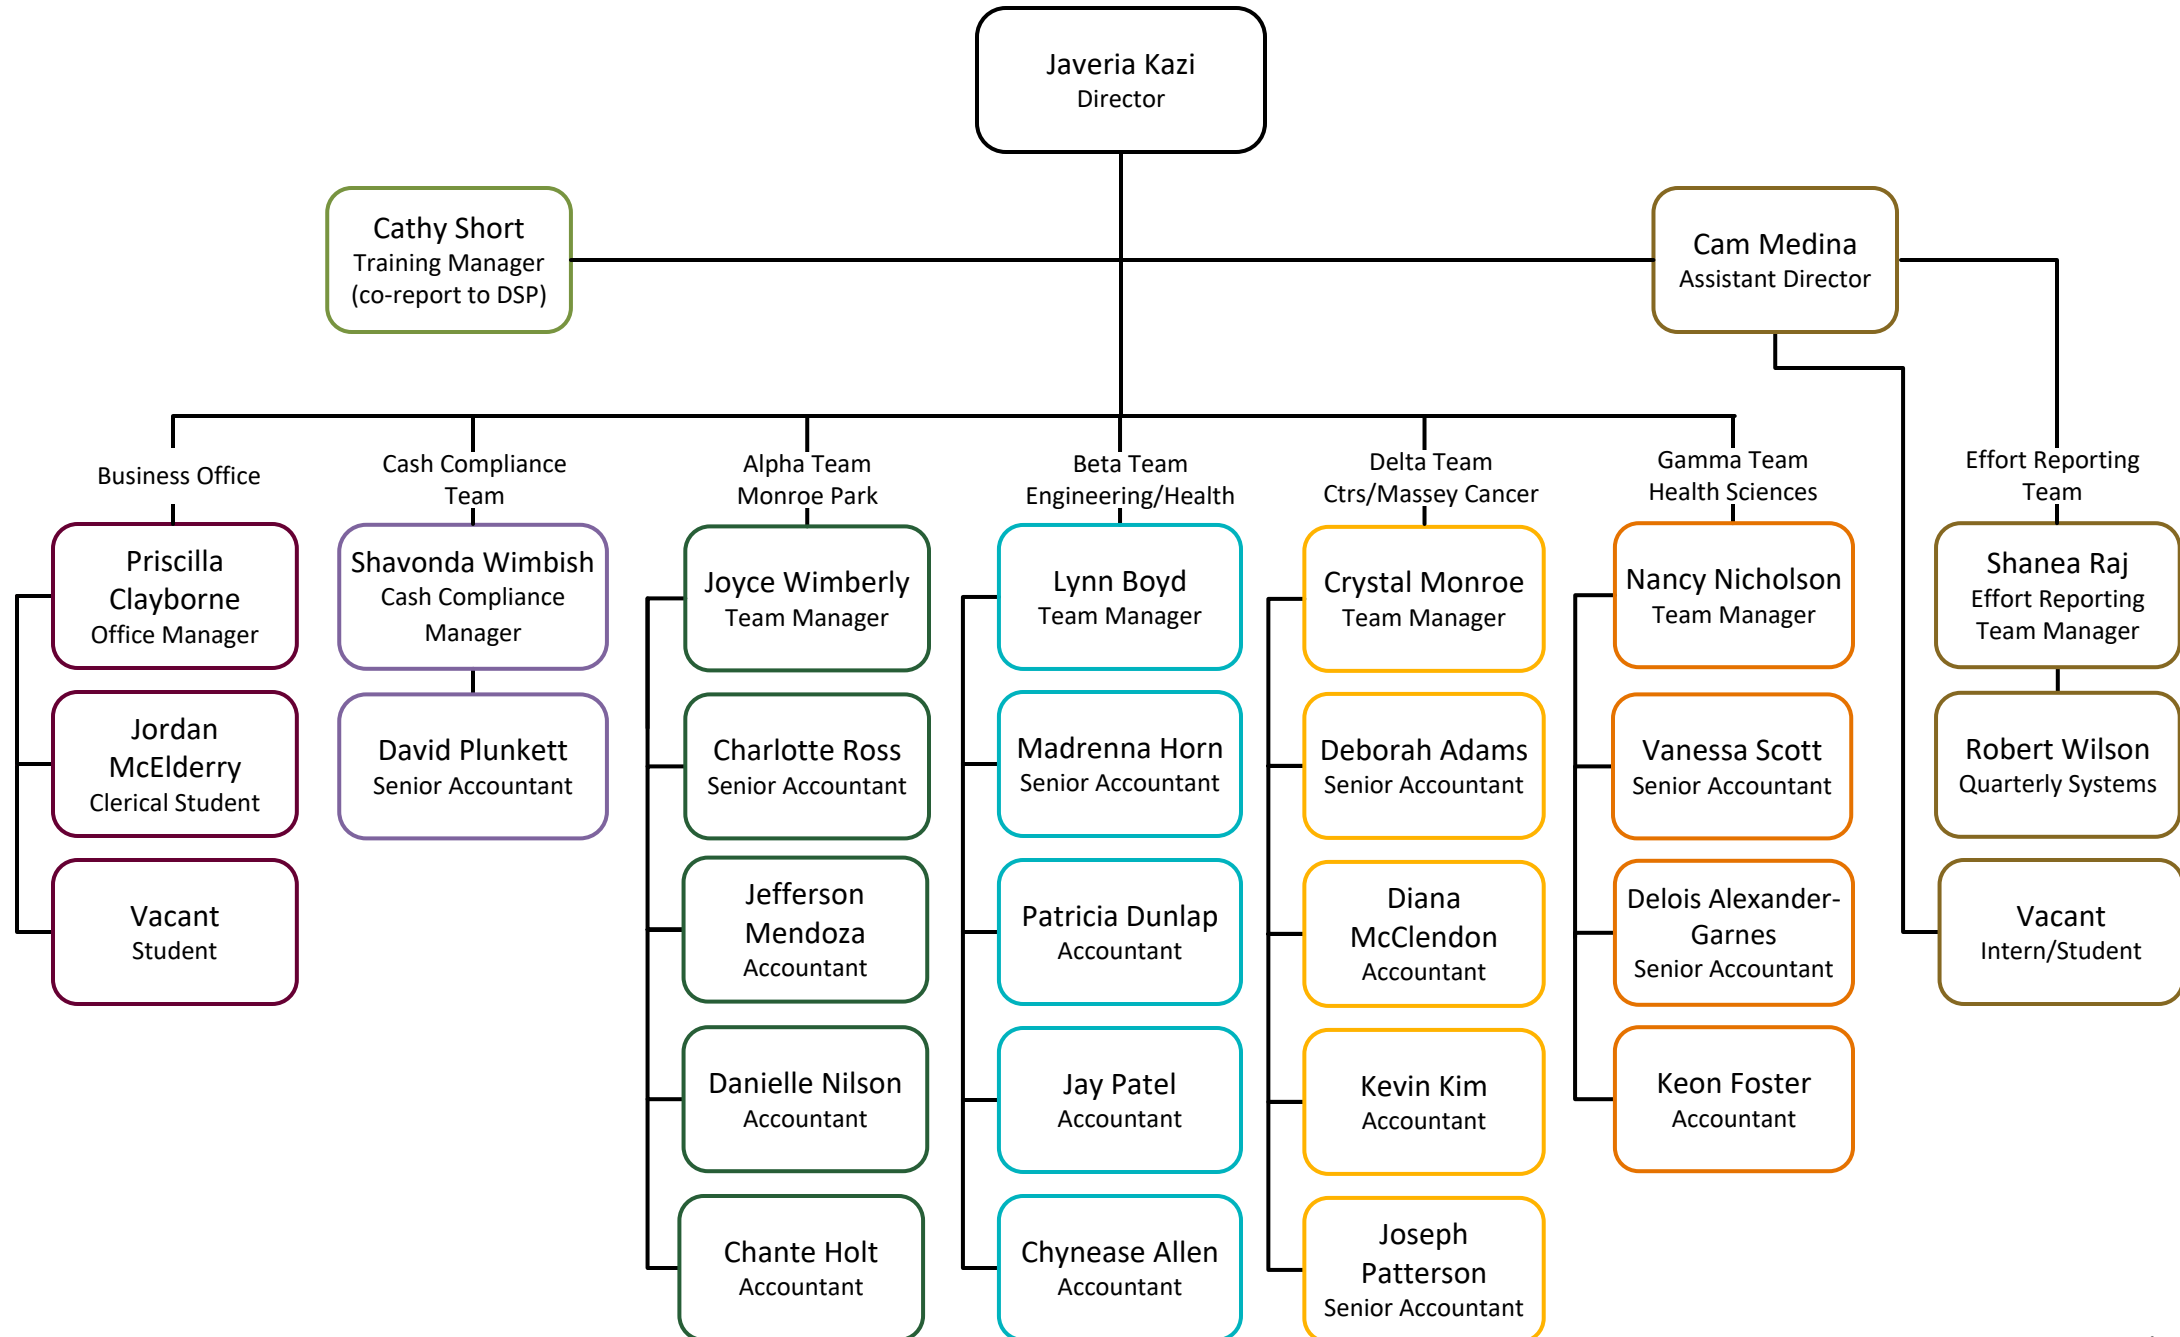 Javeria Kazi
Director
Cathy Short
Training Manager
(co-report to DSP)
Cam Medina
Assistant Director
Business Office
Cash Compliance
Team
Alpha Team
Monroe Park
Beta Team
Engineering/Health
Delta Team
Ctrs/Massey Cancer
Gamma Team
Health Sciences
Effort Reporting
Team
Priscilla
Clayborne
Office Manager
Jordan
McElderry
Clerical Student
Vacant
Student
Shavonda Wimbish
Cash Compliance
Manager
David Plunkett
Senior Accountant
Joyce Wimberly
Team Manager
Charlotte Ross
Senior Accountant
Jefferson
Mendoza
Accountant
Danielle Nilson
Accountant
Chante Holt
Accountant
Lynn Boyd
Team Manager
Madrenna Horn
Senior Accountant
Patricia Dunlap
Accountant
Jay Patel
Accountant
Chynease Allen
Accountant
Crystal Monroe
Team Manager
Deborah Adams
Senior Accountant
Diana
McClendon
Accountant
Kevin Kim
Accountant
Joseph
Patterson
Senior Accountant
Nancy Nicholson
Team Manager
Vanessa Scott
Senior Accountant
Delois Alexander-
Garnes
Senior Accountant
Keon Foster
Accountant
Shanea Raj
Effort Reporting
Team Manager
Robert Wilson
Quarterly Systems
Vacant
Intern/Student